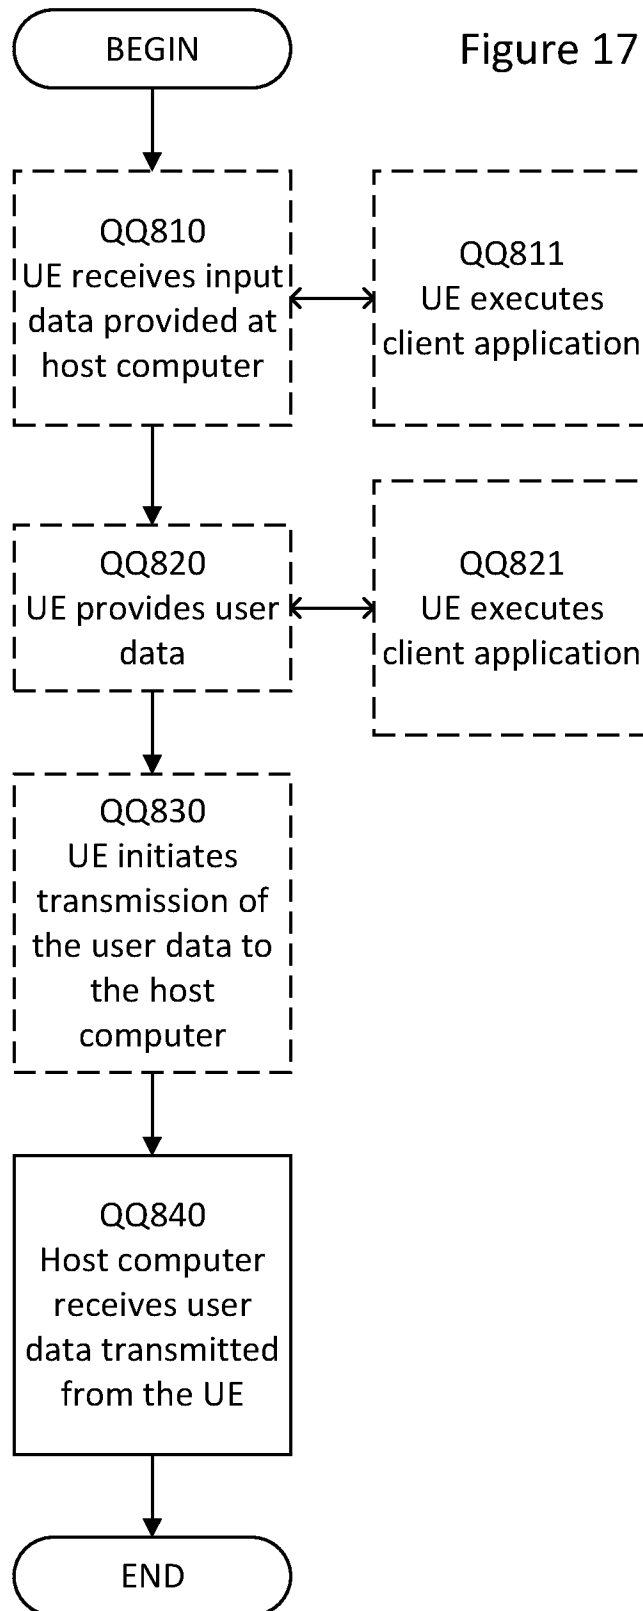 BEGIN
Figure 17
QQ810
UE receives input
data provided at
host computer
QQ811
UE executes
client application
QQ820
UE provides user
data
QQ821
UE executes
client application
QQ830
UE initiates
transmission of
the user data to
the host
computer
QQ840
Host computer
receives user
data transmitted
from the UE
END